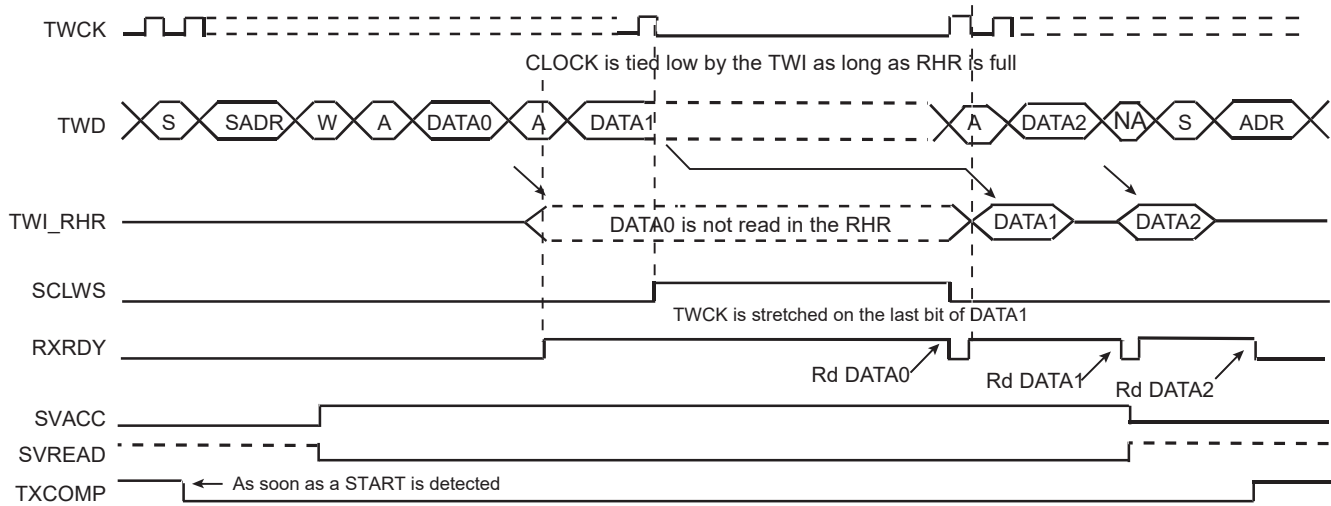 TWCK
CLOCK is tied low by the TWI as long as RHR is full
TWD S SADR W A DATA0 A DATA1 A DATA2 NA S ADR
TWI_RHR DATA0 is not read in the RHR DATA1 DATA2
SCLWS
TWCK is stretched on the last bit of DATA1
RXRDY
Rd DATA0 Rd DATA1 Rd DATA2
SVACC
SVREAD
TXCOMP As soon as a START is detected